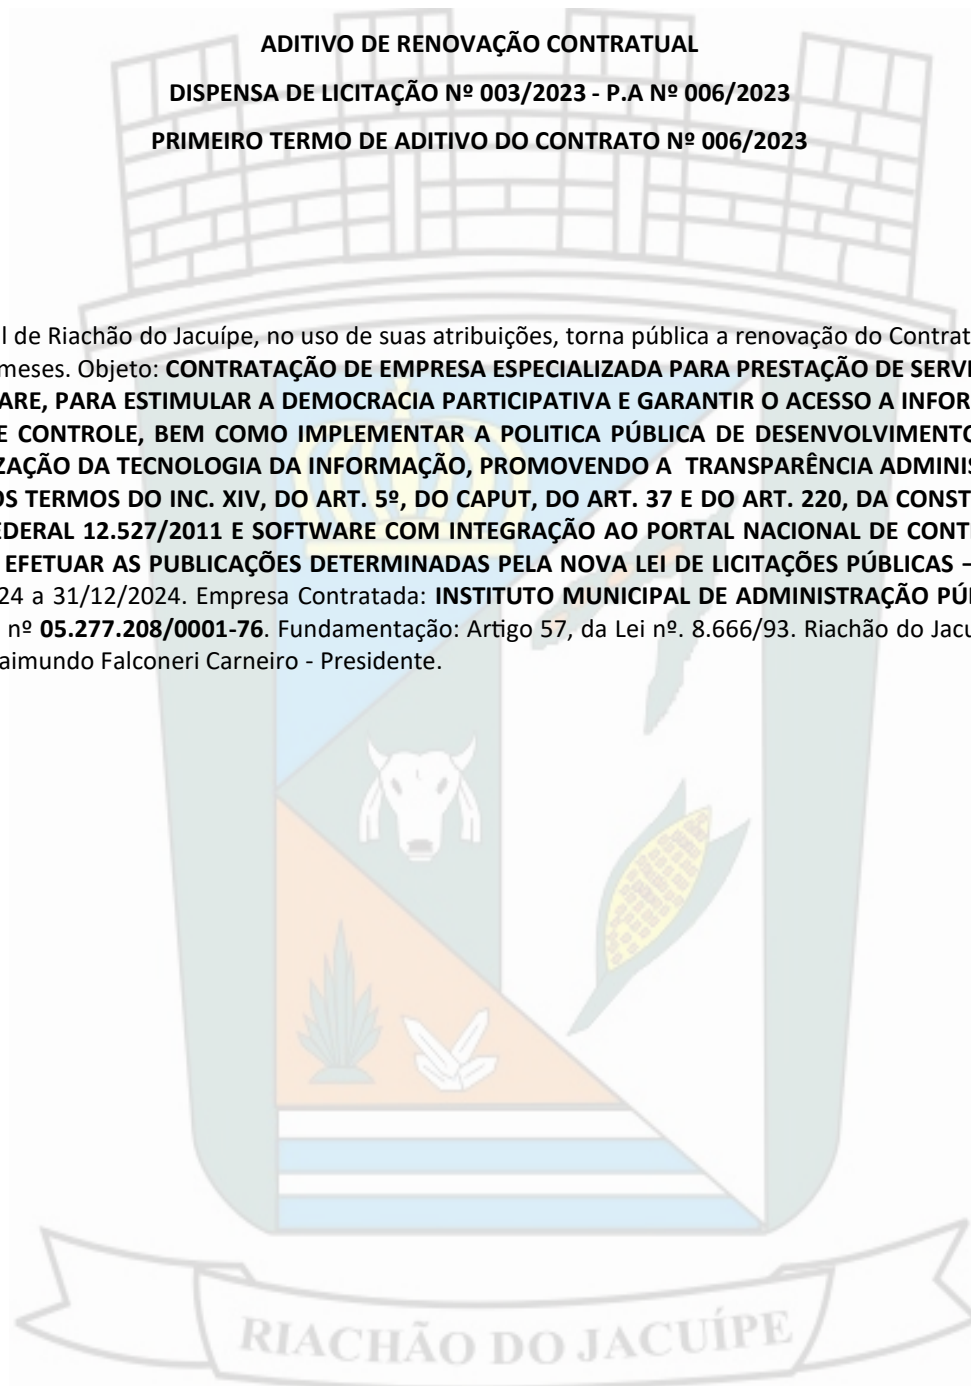 ADITIVO DE RENOVAÇÃO CONTRATUAL
DISPENSA DE LICITAÇÃO Nº 003/2023 - P.A Nº 006/2023
PRIMEIRO TERMO DE ADITIVO DO CONTRATO Nº 006/2023
l de Riachão do Jacuípe, no uso de suas atribuições, torna pública a renovação do Contrat
meses. Objeto: CONTRATAÇÃO DE EMPRESA ESPECIALIZADA PARA PRESTAÇÃO DE SERVI
ARE, PARA ESTIMULAR A DEMOCRACIA PARTICIPATIVA E GARANTIR O ACESSO A INFOR
E CONTROLE, BEM COMO IMPLEMENTAR A POLITICA PÚBLICA DE DESENVOLVIMENTO
ZAÇÃO DA TECNOLOGIA DA INFORMAÇÃO, PROMOVENDO A TRANSPARÊNCIA ADMINIS
OS TERMOS DO INC. XIV, DO ART. 5º, DO CAPUT, DO ART. 37 E DO ART. 220, DA CONST
EDERAL 12.527/2011 E SOFTWARE COM INTEGRAÇÃO AO PORTAL NACIONAL DE CONT
EFETUAR AS PUBLICAÇÕES DETERMINADAS PELA NOVA LEI DE LICITAÇÕES PÚBLICAS –
24 a 31/12/2024. Empresa Contratada: INSTITUTO MUNICIPAL DE ADMINISTRAÇÃO PÚ
nº 05.277.208/0001-76. Fundamentação: Artigo 57, da Lei nº. 8.666/93. Riachão do Jacu
aimundo Falconeri Carneiro - Presidente.
RIACHÃO DO JACUÍPE